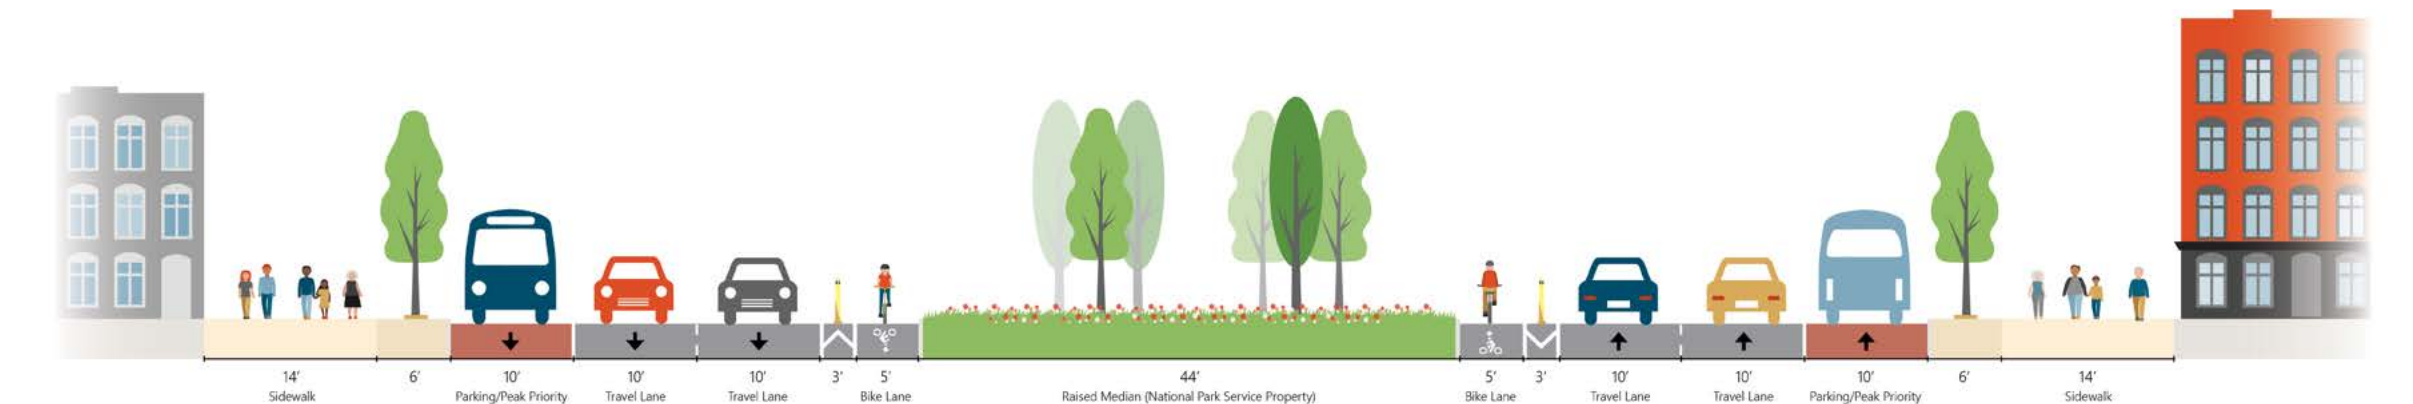 14' 6' 10' 10' 10' 3' 5' 44' 5' 3' 10' 10' 10' 6' 14'
Sidewalk Parking/Peak Priority Travel Lane Travel Lane Bike Lane Raised Median (National Park Service Property) Bike Lane Travel Lane Travel Lane Parking/Peak Priority Sidewalk